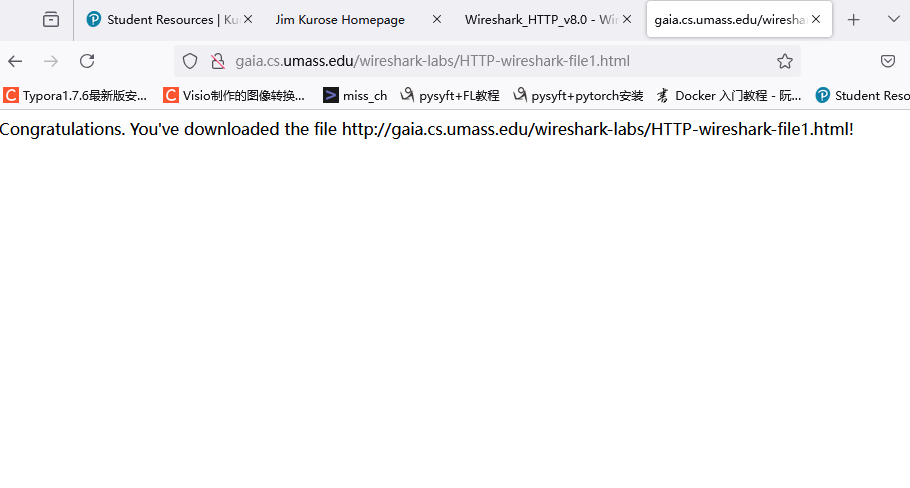 Student Resources | Ku
Jim Kurose Homepage
Wireshark_HTTP_v8.0 - Wir
gaia.cs.umass.edu/wiresha
gaia.cs.umass.edu/wireshark-labs/HTTP-wireshark-file1.html
Typora1.7.6最新版安...
Visio制作的图像转换...
miss_ch
pysyft+FL教程
pysyft+pytorch安装
Docker 入门教程 - 阮...
Student Reso
Congratulations. You've downloaded the file http://gaia.cs.umass.edu/wireshark-labs/HTTP-wireshark-file1.html!